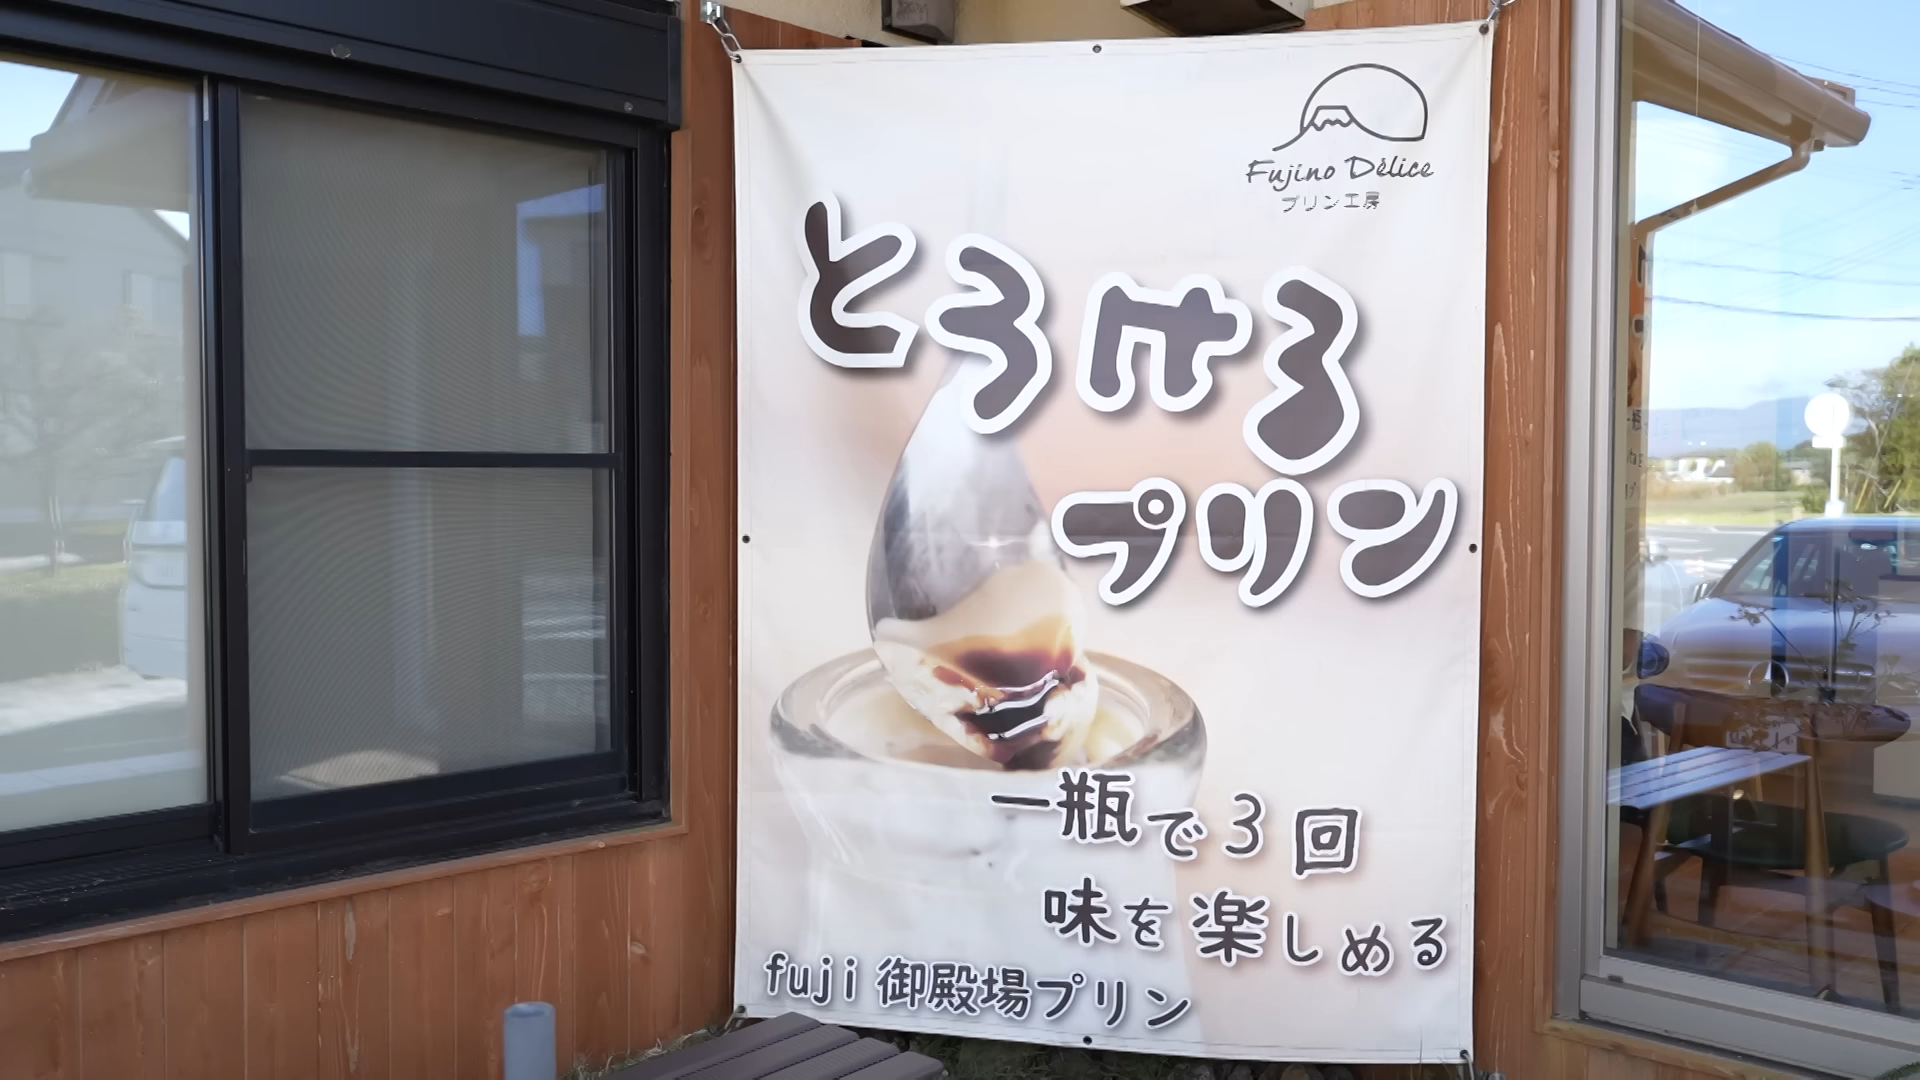 Fujino Délice
プリン工房
とろける
プリン
一瓶で3回
味を楽しめる
fuji 御殿場プリン